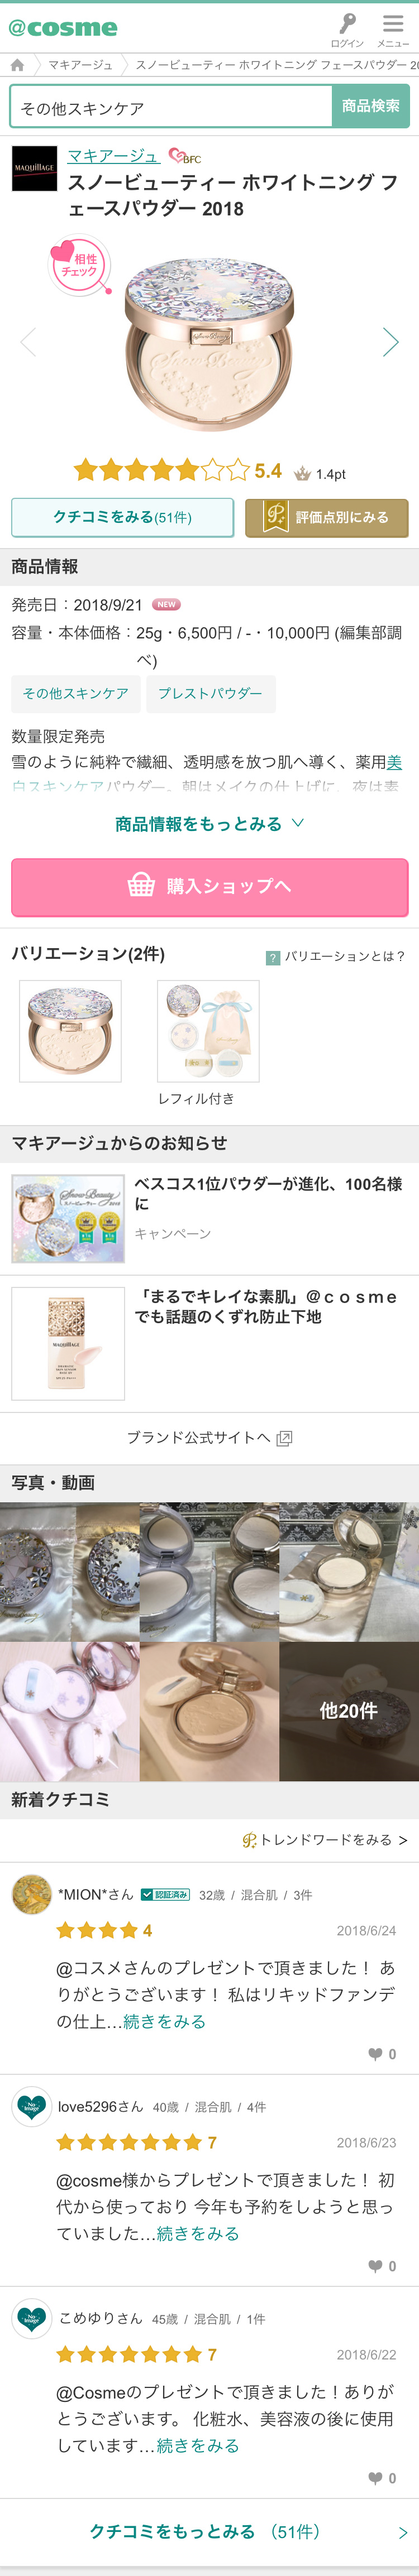 @cosme
ログイン
メニュー
マキアージュ
スノービューティー ホワイトニング フェースパウダー 20
その他スキンケア
商品検索
MAQUIllAGE
マキアージュ
BFC
スノービューティー ホワイトニング フ
ェースパウダー 2018
相性
チェック
5.4
1.4pt
クチコミをみる(51件)
評価点別にみる
商品情報
発売日：2018/9/21 NEW
容量・本体価格：25g・6,500円 / -・10,000円 (編集部調
べ)
その他スキンケア
プレストパウダー
数量限定発売
雪のように純粋で繊細、透明感を放つ肌へ導く、薬用美
白スキンケアパウダー。朝はメイクの仕上げに、夜は素
商品情報をもっとみる
購入ショップへ
バリエーション(2件)
? バリエーションとは？
レフィル付き
マキアージュからのお知らせ
Snow Beauty
スノービューティー 2018
ベスコス1位パウダーが進化、100名様
に
キャンペーン
MAQUIllAGE
「まるでキレイな素肌」＠ｃｏｓｍｅ
でも話題のくずれ防止下地
ブランド公式サイトへ
写真・動画
他20件
新着クチコミ
トレンドワードをみる >
*MION*さん 認証済み 32歳 / 混合肌 / 3件
4
2018/6/24
@コスメさんのプレゼントで頂きました！ あ
りがとうございます！ 私はリキッドファンデ
の仕上…続きをみる
0
No Image
love5296さん 40歳 / 混合肌 / 4件
7
2018/6/23
@cosme様からプレゼントで頂きました！ 初
代から使っており 今年も予約をしようと思っ
ていました…続きをみる
0
No Image
こめゆりさん 45歳 / 混合肌 / 1件
7
2018/6/22
@Cosmeのプレゼントで頂きました！ありが
とうございます。 化粧水、美容液の後に使用
しています…続きをみる
0
クチコミをもっとみる （51件）